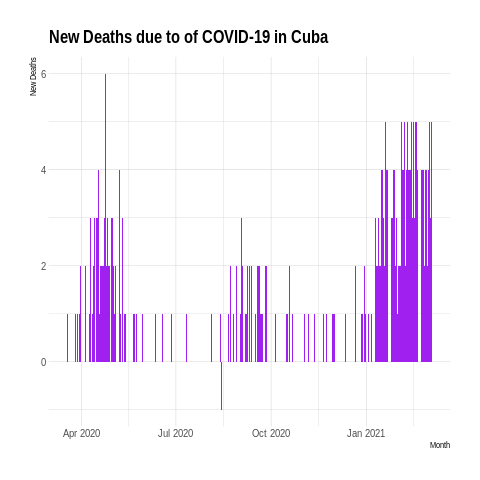 New Deaths due to of COVID-19 in Cuba
New Deaths
6
4
2
0
Apr 2020 Jul 2020 Oct 2020 Jan 2021
Month